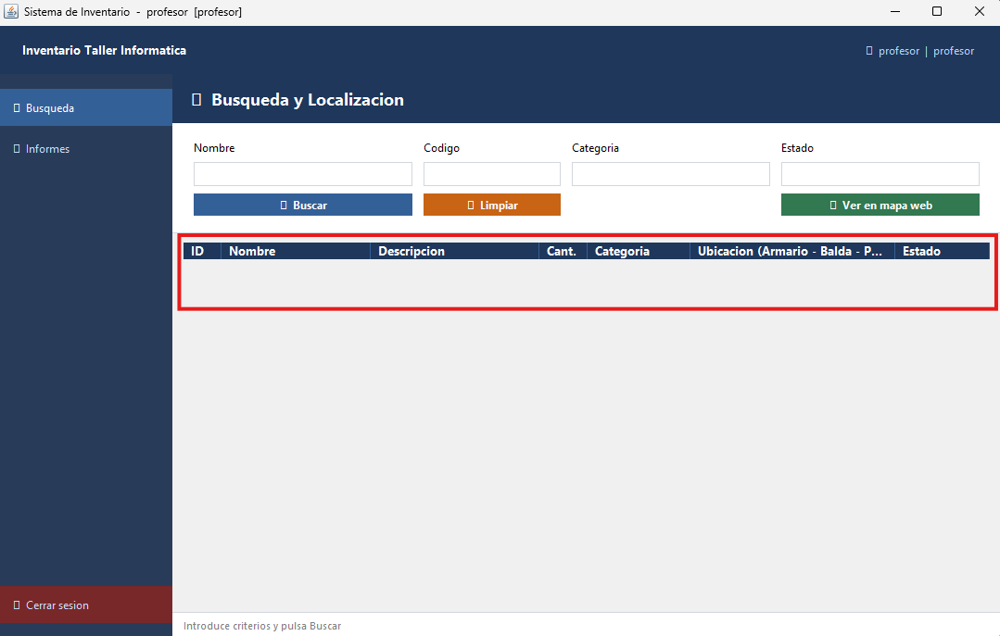 Sistema de Inventario - profesor [profesor]
Inventario Taller Informatica
profesor | profesor
Busqueda
Informes
Cerrar sesion
Busqueda y Localizacion
Nombre Codigo Categoria Estado
Buscar Limpiar Ver en mapa web
ID Nombre Descripcion Cant. Categoria Ubicacion (Armario - Balda - P... Estado
Introduce criterios y pulsa Buscar